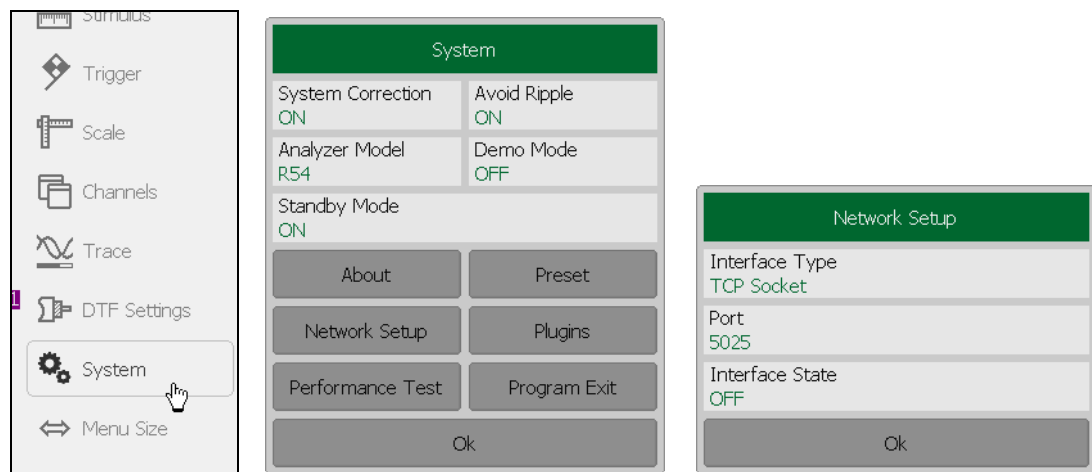 Stimulus
Trigger
Scale
Channels
Trace
1
DTF Settings
System
Menu Size
System
System Correction
ON
Avoid Ripple
ON
Analyzer Model
R54
Demo Mode
OFF
Standby Mode
ON
About
Preset
Network Setup
Plugins
Performance Test
Program Exit
Ok
Network Setup
Interface Type
TCP Socket
Port
5025
Interface State
OFF
Ok